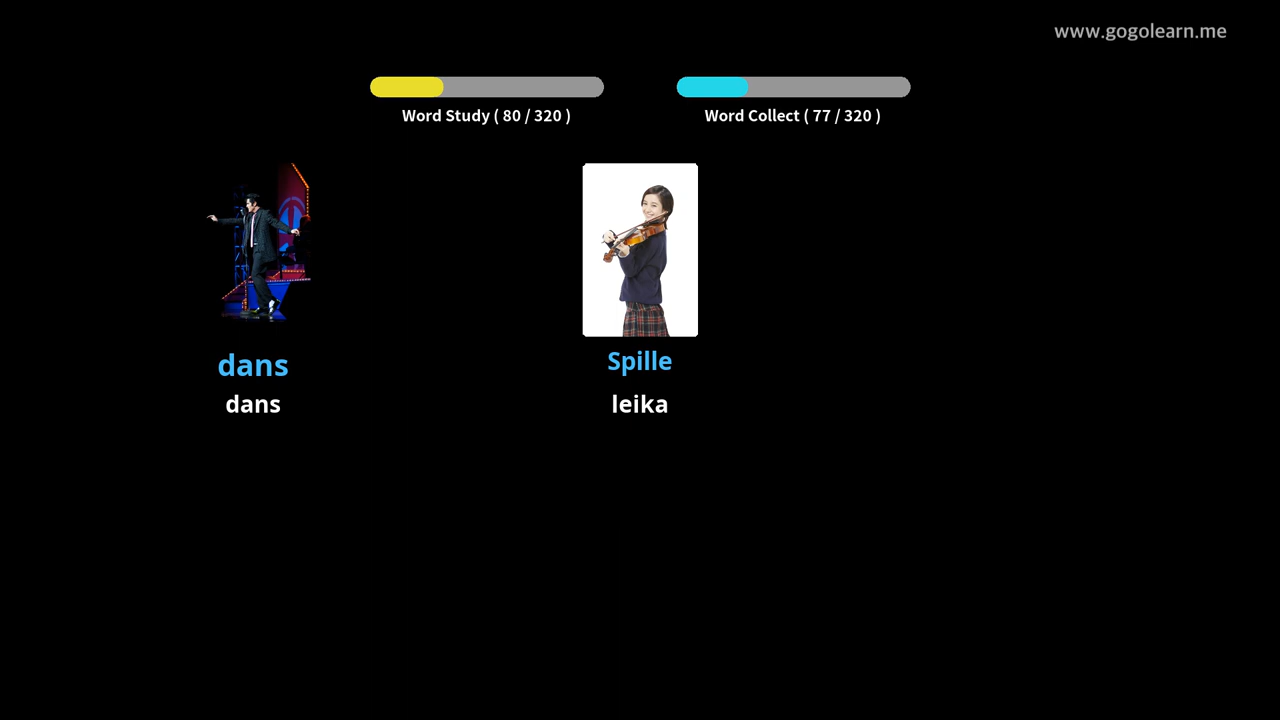 www.gogolearn.me
Word Study ( 80 / 320 )
Word Collect ( 77 / 320 )
dans
Spille
dans
leika